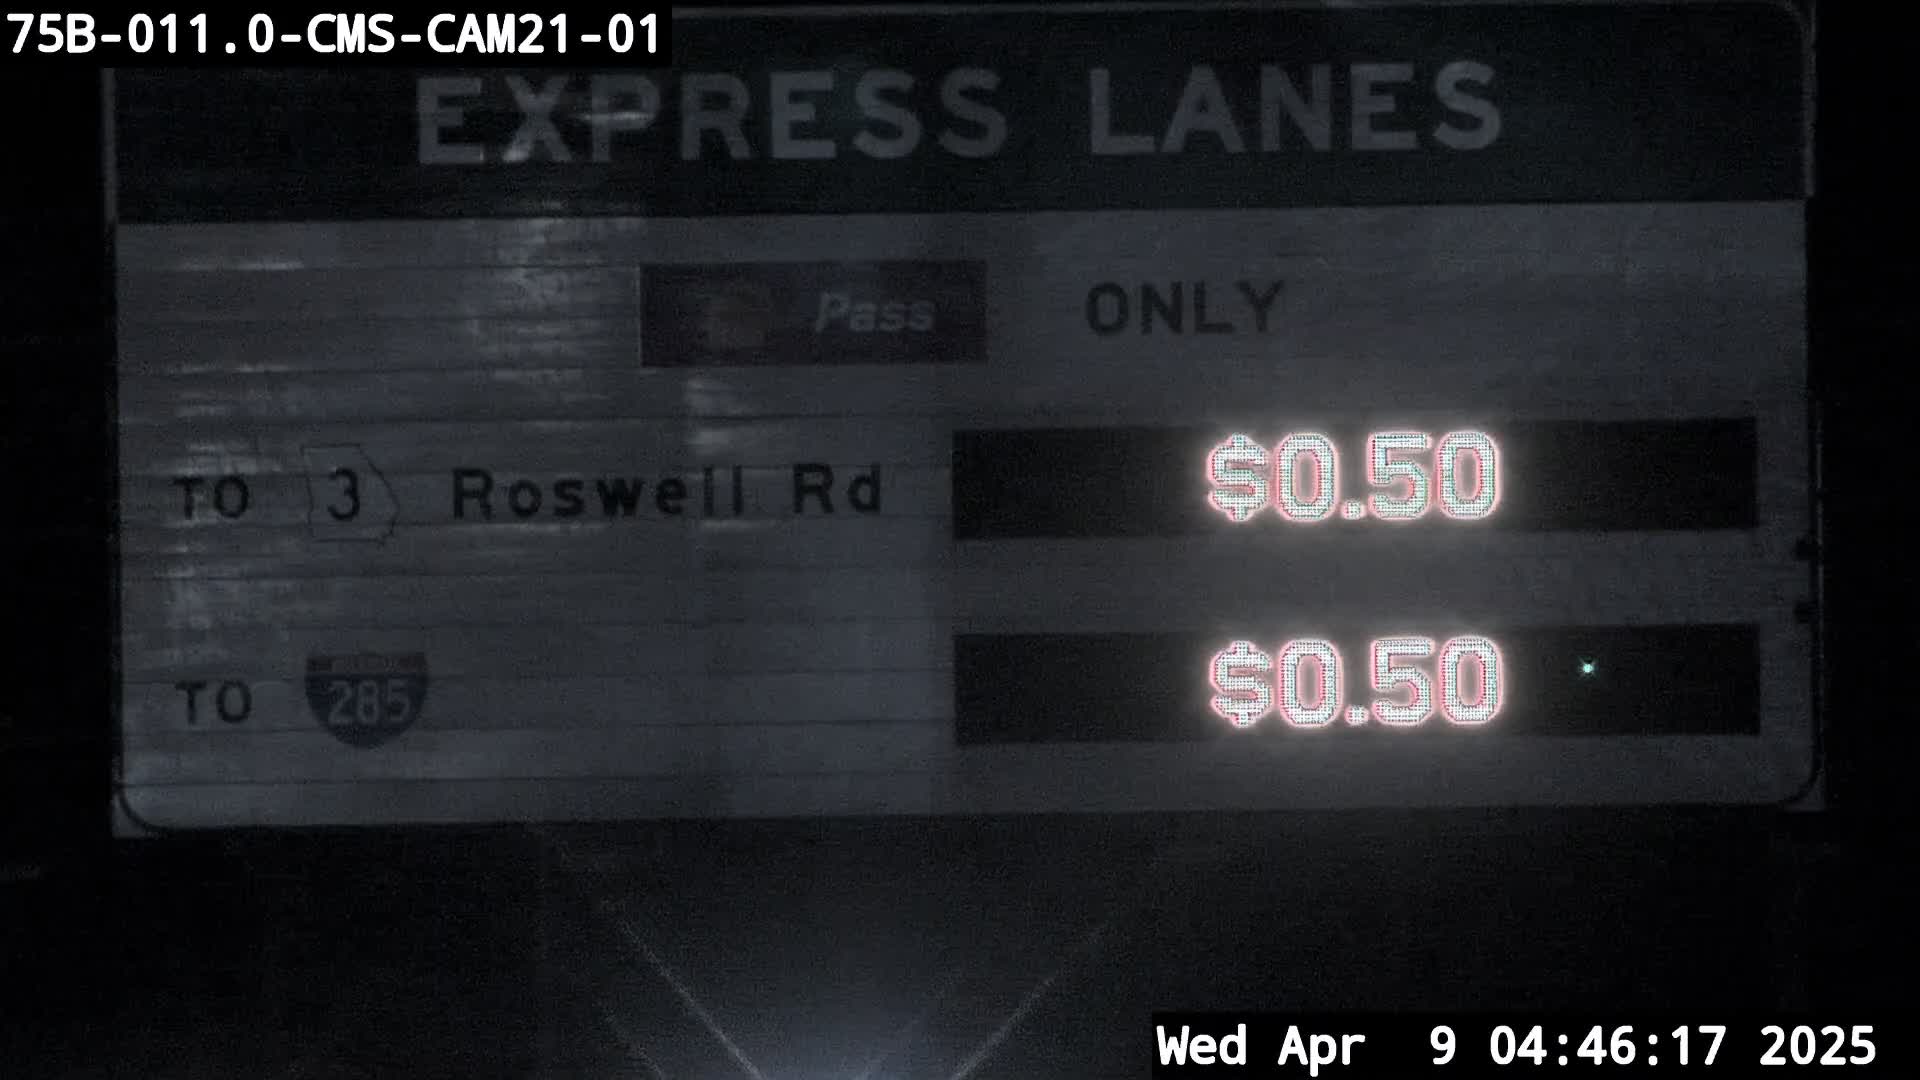 75B-011.0-CMS-CAM21-01
EXPRESS LANES
Pass ONLY
TO 3 Roswell Rd $0.50
TO 285 $0.50
Wed Apr 9 04:46:17 2025